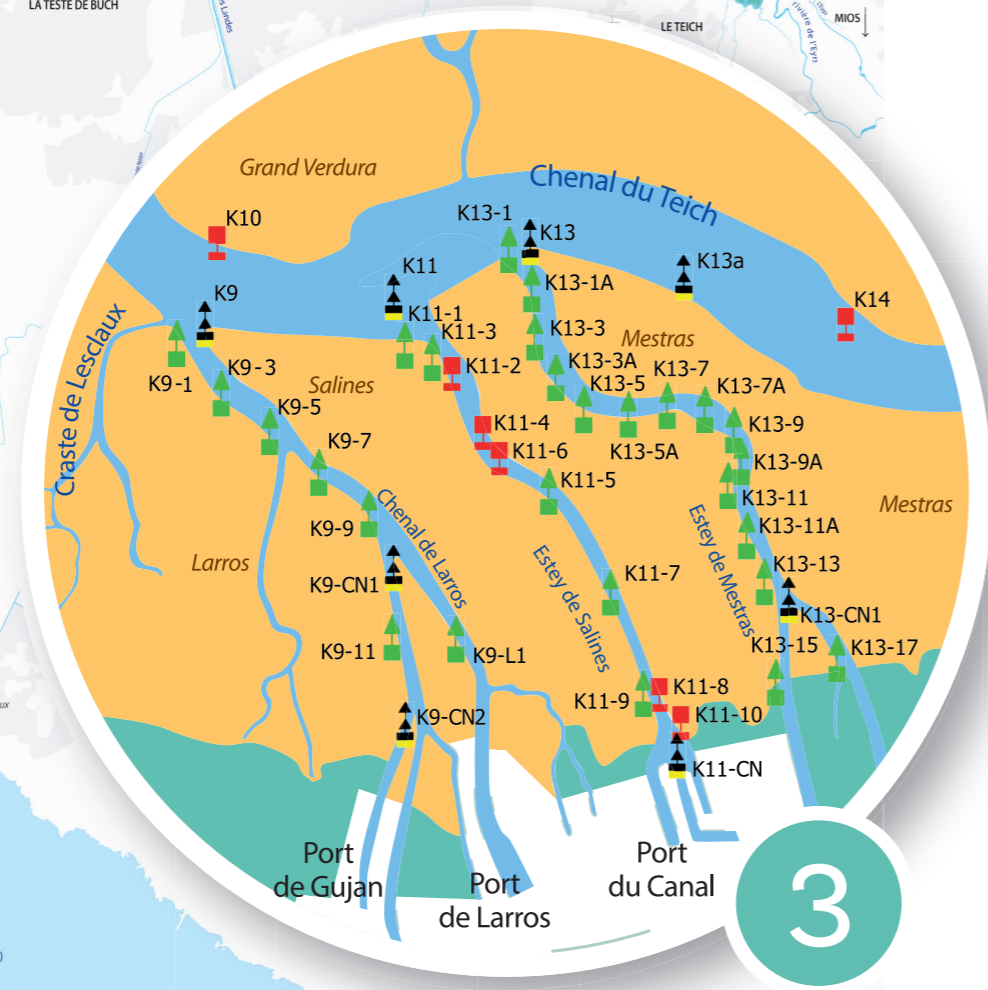 LA TESTE DE BUCH
LE TEICH
MIOS
rivière de l'Eyre
Grand Verdura
Chenal du Teich
K10
K13-1
K13
K13a
K11
K14
K9
K11-1
K13-1A
K11-3
K13-3
Mestras
Craste de Lesclaux
K9-1
K9-3
Salines
K11-2
K13-3A
K13-5
K13-7
K13-7A
K9-5
K11-4
K13-9
K9-7
K11-6
K13-5A
K13-9A
K11-5
K13-11
Mestras
K9-9
Chenal de Larros
K13-11A
Larros
Estey de Salines
Estey de Mestras
K13-13
K9-CN1
K11-7
K13-CN1
K9-11
K9-L1
K13-15
K13-17
K11-9
K11-8
K9-CN2
K11-10
K11-CN
Port
de Gujan
Port
de Larros
Port
du Canal
3